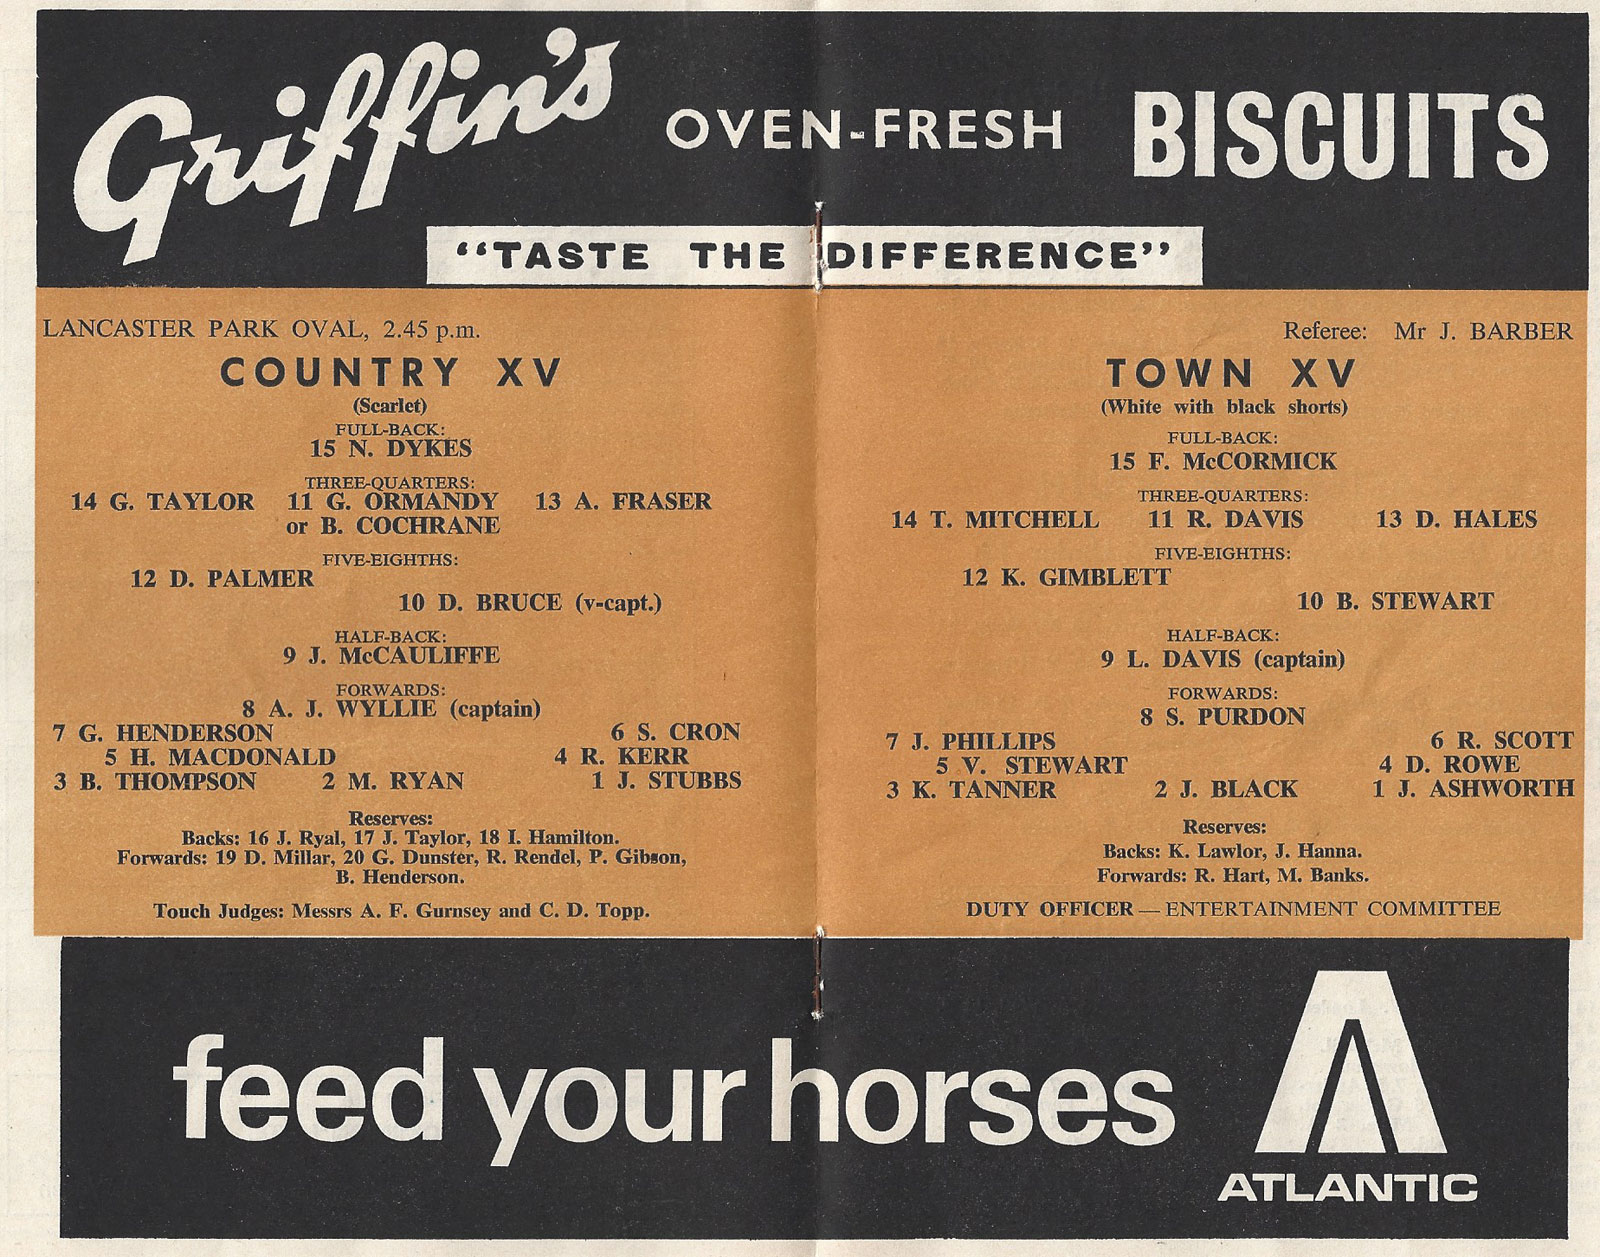 Griffin's OVEN-FRESH BISCUITS
"TASTE THE DIFFERENCE"
LANCASTER PARK OVAL, 2.45 p.m.
COUNTRY XV
(Scarlet)
FULL-BACK:
15 N. DYKES
THREE-QUARTERS:
14 G. TAYLOR 11 G. ORMANDY 13 A. FRASER
or B. COCHRANE
FIVE-EIGHTHS:
12 D. PALMER
10 D. BRUCE (v-capt.)
HALF-BACK:
9 J. McCAULIFFE
FORWARDS:
8 A. J. WYLLIE (captain)
7 G. HENDERSON 6 S. CRON
5 H. MACDONALD 4 R. KERR
3 B. THOMPSON 2 M. RYAN 1 J. STUBBS
Reserves:
Backs: 16 J. Ryal, 17 J. Taylor, 18 I. Hamilton.
Forwards: 19 D. Millar, 20 G. Dunster, R. Rendel, P. Gibson,
B. Henderson.
Touch Judges: Messrs A. F. Gurnsey and C. D. Topp.
Referee: Mr J. BARBER
TOWN XV
(White with black shorts)
FULL-BACK:
15 F. McCORMICK
THREE-QUARTERS:
14 T. MITCHELL 11 R. DAVIS 13 D. HALES
FIVE-EIGHTHS:
12 K. GIMBLETT
10 B. STEWART
HALF-BACK:
9 L. DAVIS (captain)
FORWARDS:
8 S. PURDON
7 J. PHILLIPS 6 R. SCOTT
5 V. STEWART 4 D. ROWE
3 K. TANNER 2 J. BLACK 1 J. ASHWORTH
Reserves:
Backs: K. Lawlor, J. Hanna.
Forwards: R. Hart, M. Banks.
DUTY OFFICER — ENTERTAINMENT COMMITTEE
feed your horses
ATLANTIC